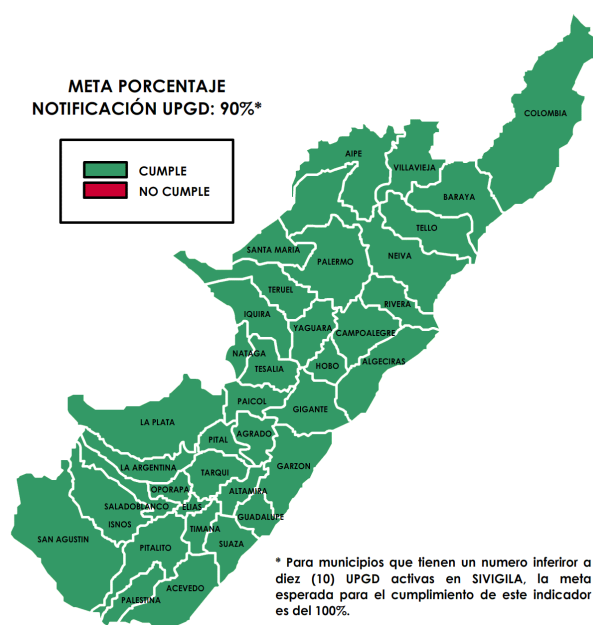 META PORCENTAJE
NOTIFICACIÓN UPGD: 90%*
CUMPLE
NO CUMPLE
COLOMBIA
AIPE
VILLAVIEJA
BARAYA
TELLO
SANTA MARIA
PALERMO
NEIVA
TERUEL
RIVERA
IQUIRA
YAGUARA
CAMPOALEGRE
NATAGA
TESALIA
HOBO
ALGECIRAS
PAICOL
GIGANTE
LA PLATA
PITAL
AGRADO
LA ARGENTINA
TARQUI
GARZON
OPORAPA
ALTAMIRA
SALADOBLANCO
ELIAS
GUADALUPE
ISNOS
TIMANA
SAN AGUSTIN
PITALITO
SUAZA
ACEVEDO
PALESTINA
* Para municipios que tienen un numero inferiror a
diez (10) UPGD activas en SIVIGILA, la meta
esperada para el cumplimiento de este indicador
es del 100%.